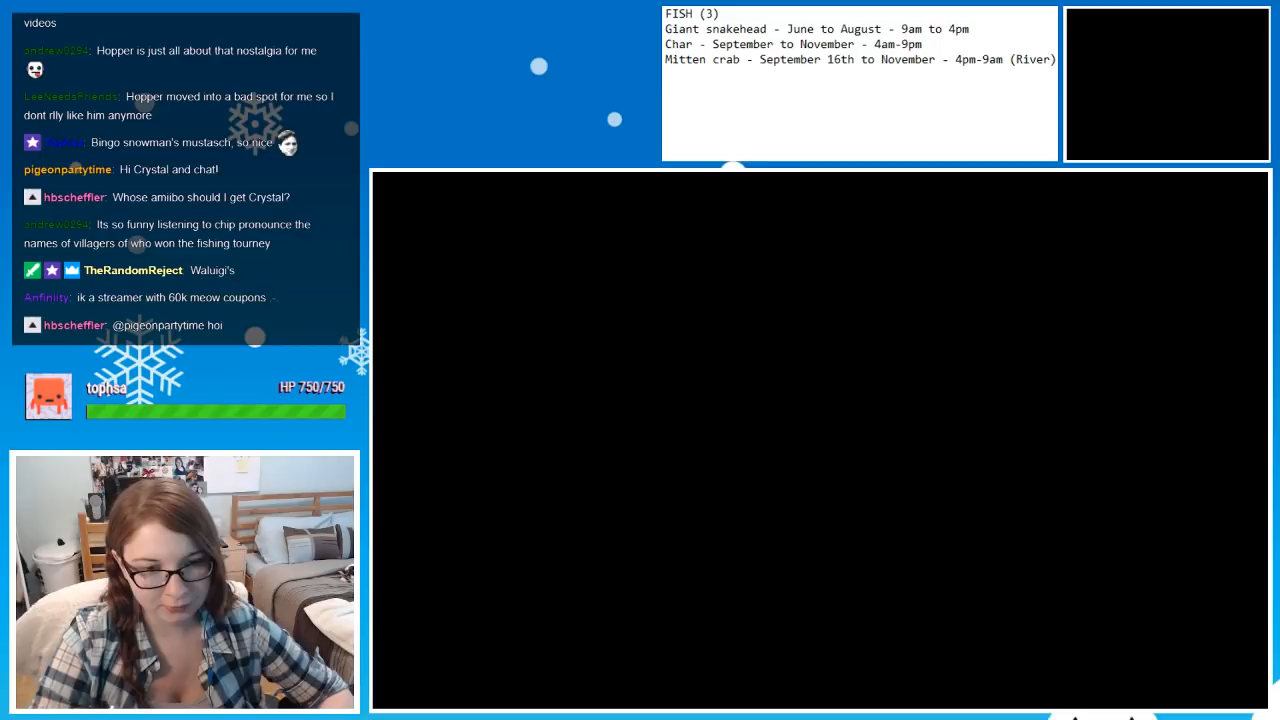 videos
andrew0294: Hopper is just all about that nostalgia for me
LeeNeedsFriends: Hopper moved into a bad spot for me so I
dont rlly like him anymore
Bingo snowman's mustasch, so nice
pigeonpartytime: Hi Crystal and chat!
hbscheffler: Whose amiibo should I get Crystal?
andrew0294: Its so funny listening to chip pronounce the
names of villagers of who won the fishing tourney
TheRandomReject: Waluigi's
Anfiniity: ik a streamer with 60k meow coupons .-.
hbscheffler: @pigeonpartytime hoi
tophsa HP 750/750
FISH (3)
Giant snakehead - June to August - 9am to 4pm
Char - September to November - 4am-9pm
Mitten crab - September 16th to November - 4pm-9am (River)